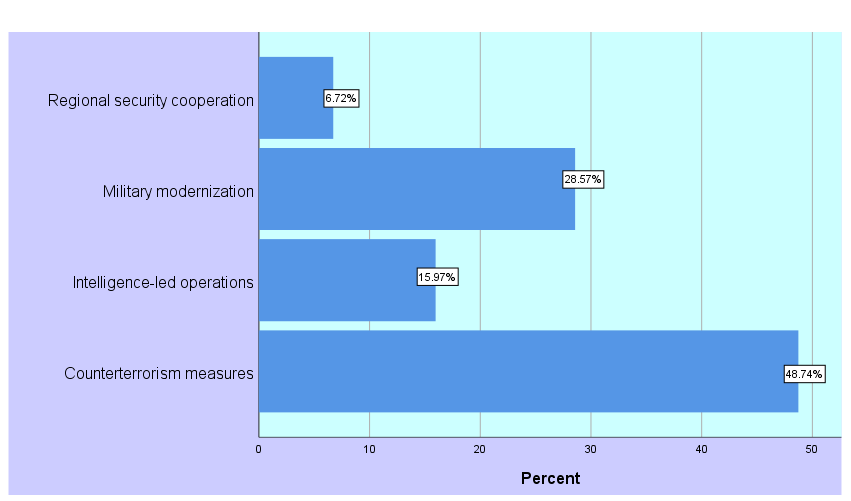 Regional security cooperation
6.72%
Military modernization
28.57%
Intelligence-led operations
15.97%
Counterterrorism measures
48.74%
0 10 20 30 40 50
Percent